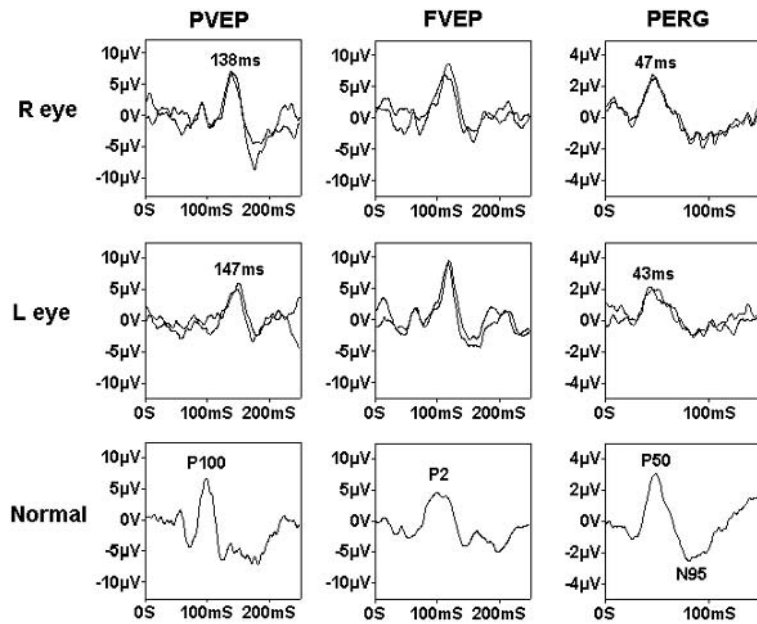 PVEP FVEP PERG
R eye
10µV
5µV
0V
-5µV
-10µV
138ms
0S 100mS 200mS
10µV
5µV
0V
-5µV
-10µV
0S 100mS 200mS
4µV
2µV
0V
-2µV
-4µV
47ms
0S 100mS
L eye
10µV
5µV
0V
-5µV
-10µV
147ms
0S 100mS 200mS
10µV
5µV
0V
-5µV
-10µV
0S 100mS 200mS
4µV
2µV
0V
-2µV
-4µV
43ms
0S 100mS
Normal
10µV
5µV
0V
-5µV
-10µV
P100
0S 100mS 200mS
10µV
5µV
0V
-5µV
-10µV
P2
0S 100mS 200mS
4µV
2µV
0V
-2µV
-4µV
P50
N95
0S 100mS